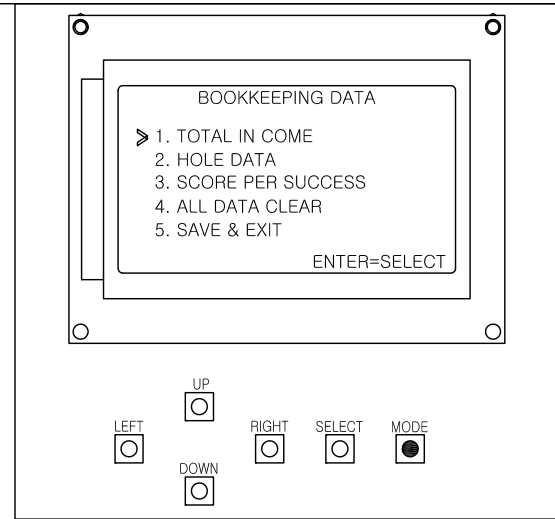 BOOKKEEPING DATA
1. TOTAL IN COME
2. HOLE DATA
3. SCORE PER SUCCESS
4. ALL DATA CLEAR
5. SAVE & EXIT
ENTER=SELECT
UP
LEFT
RIGHT
SELECT
MODE
DOWN